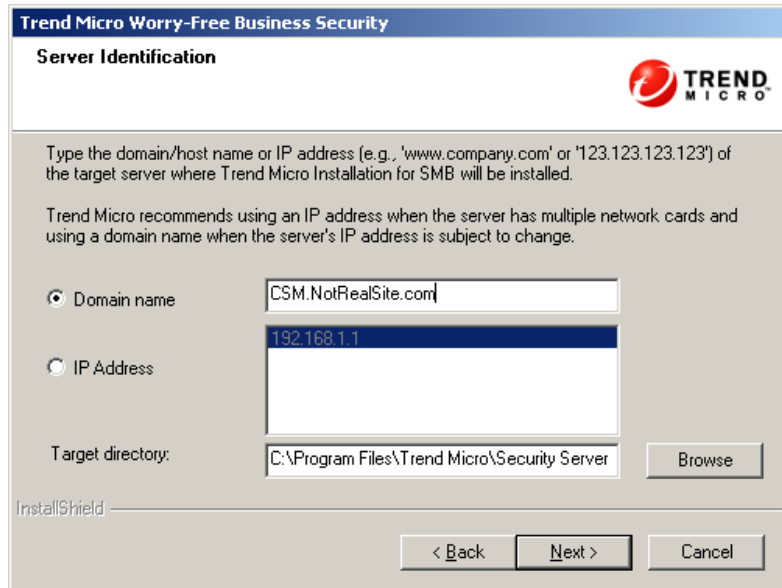 Trend Micro Worry-Free Business Security
Server Identification
TREND
MICRO™
Type the domain/host name or IP address (e.g., 'www.company.com' or '123.123.123.123') of
the target server where Trend Micro Installation for SMB will be installed.
Trend Micro recommends using an IP address when the server has multiple network cards and
using a domain name when the server's IP address is subject to change.
Domain name
CSM.NotRealSite.com
192.168.1.1
IP Address
Target directory:
C:\Program Files\Trend Micro\Security Server
Browse
InstallShield
< Back
Next >
Cancel